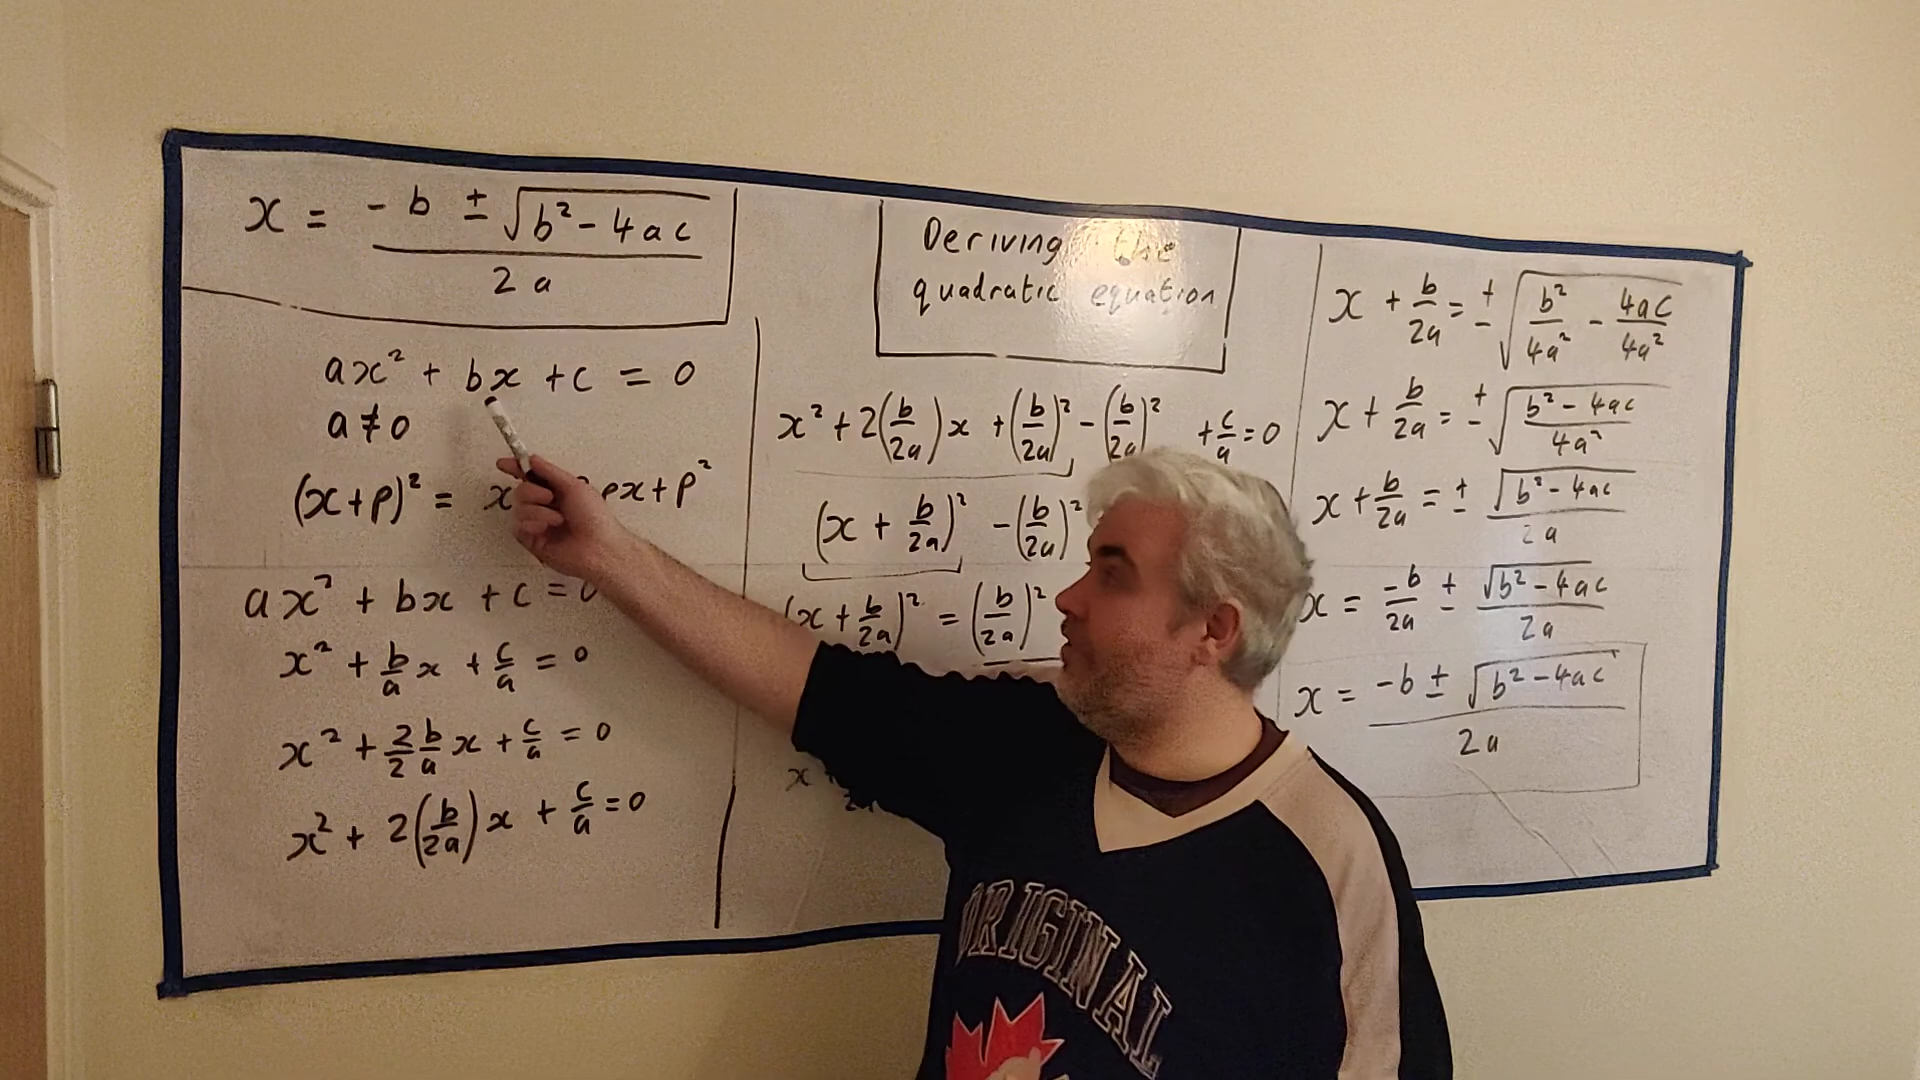 x = (-b ± √(b² - 4ac)) / 2a
ax² + bx + c = 0
a ≠ 0
(x+p)² = x px + p²
ax² + bx + c = 0
x² + b/a x + c/a = 0
x² + 2/2 b/a x + c/a = 0
x² + 2(b/2a)x + c/a = 0
Deriving the
quadratic equation
x² + 2(b/2a)x + (b/2a)² - (b/2a)² + c/a = 0
(x + b/2a)² - (b/2a)²
(x + b/2a)² = (b/2a)²
x
x + b/2a = ± √(b²/4a² - 4ac/4a²)
x + b/2a = ± √((b² - 4ac)/4a²)
x + b/2a = ± √(b² - 4ac) / 2a
x = -b/2a ± √(b² - 4ac) / 2a
x = (-b ± √(b² - 4ac)) / 2a
ORIGINAL